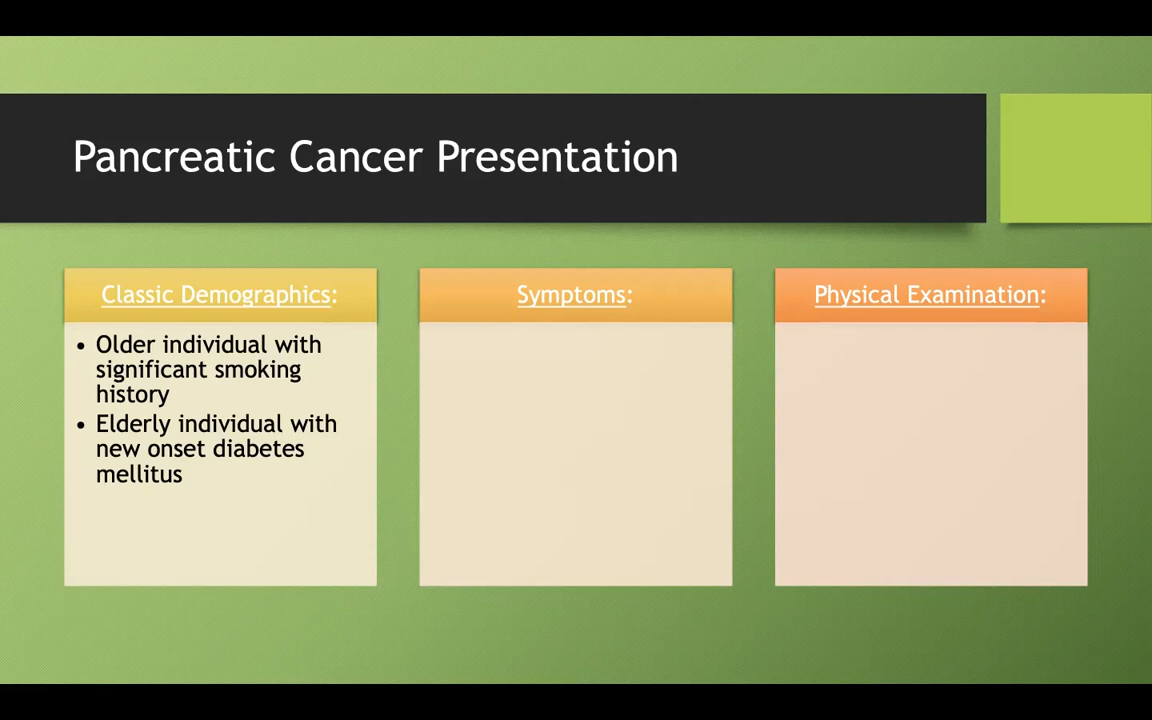 Pancreatic Cancer Presentation
Classic Demographics:
• Older individual with
significant smoking
history
• Elderly individual with
new onset diabetes
mellitus
Symptoms:
Physical Examination: